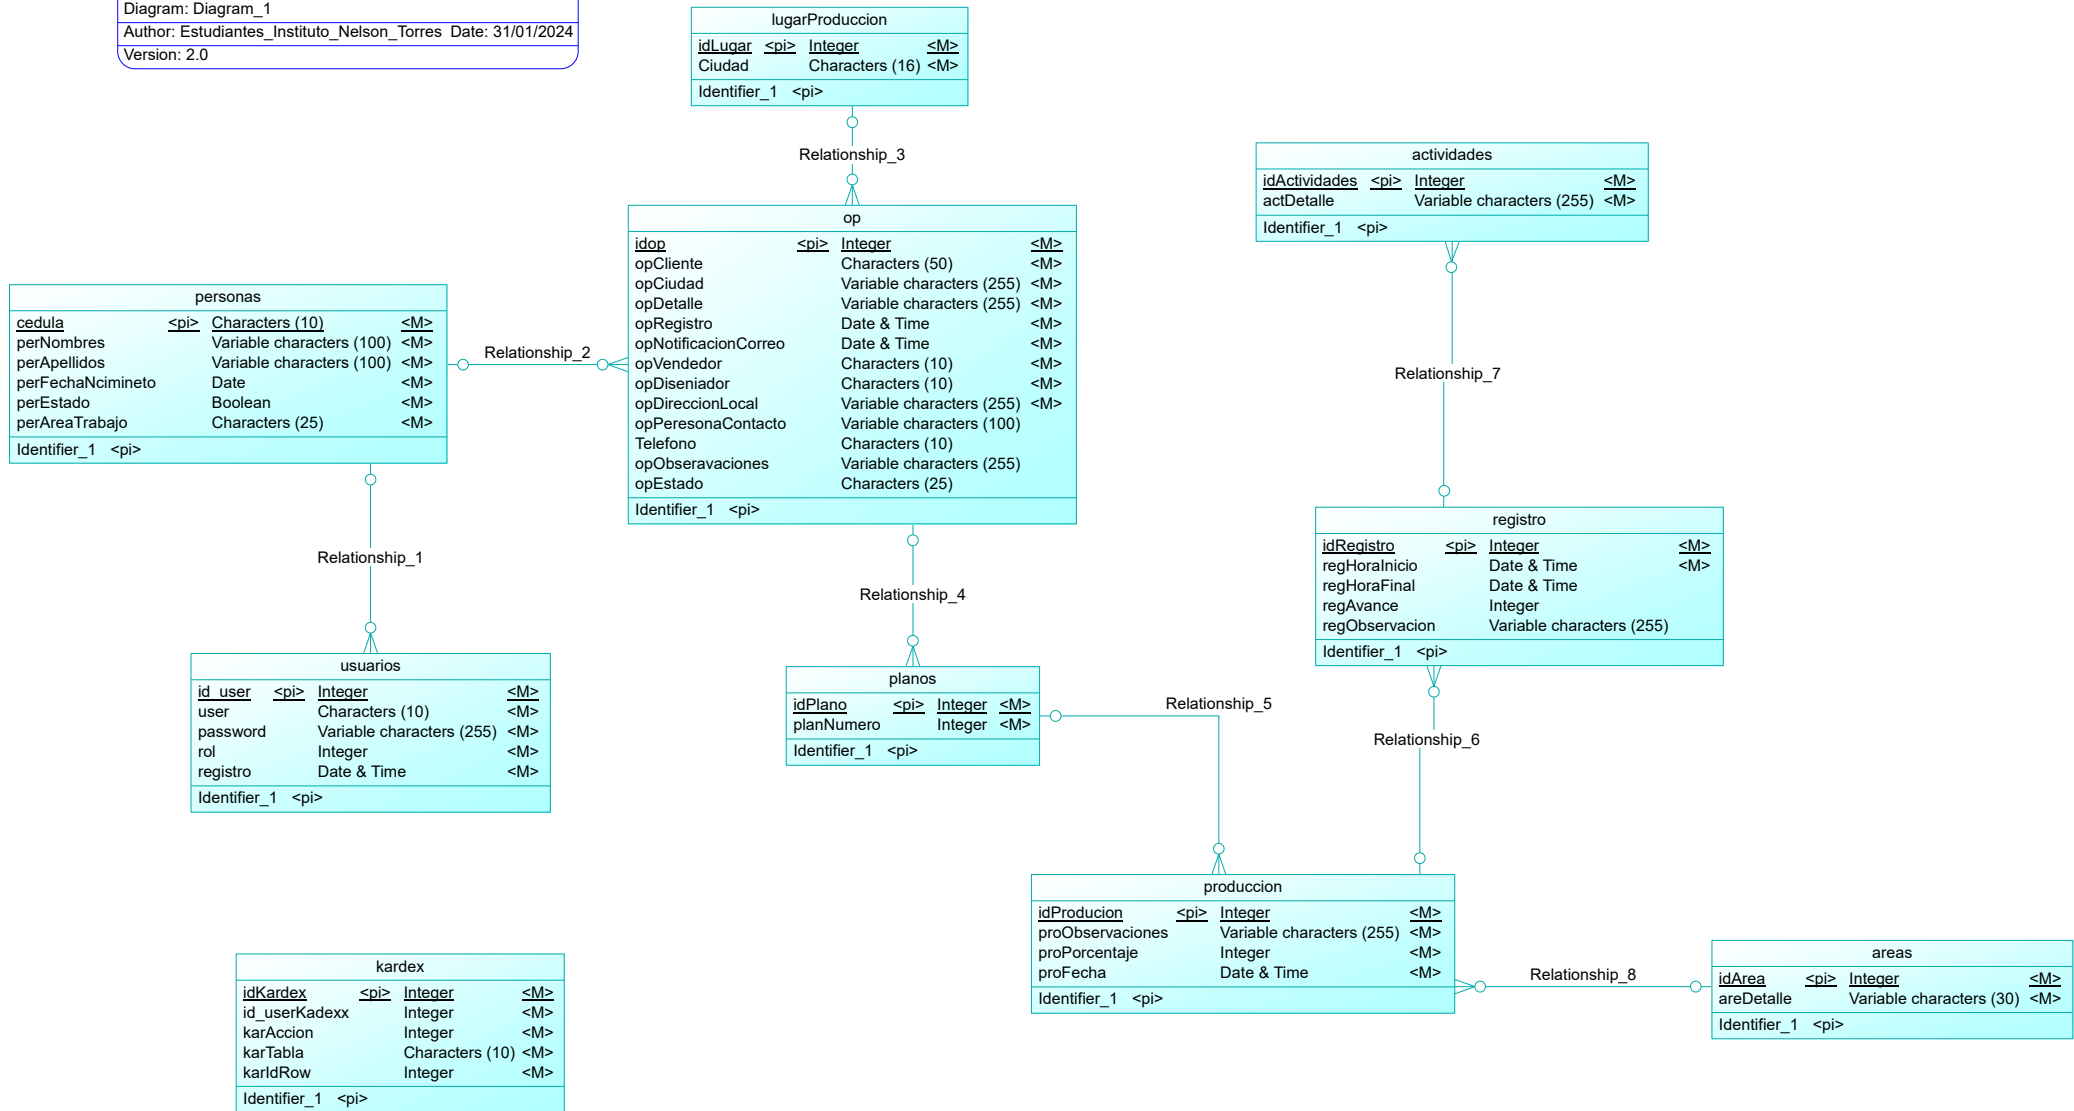 Diagram: Diagram_1
Author: Estudiantes_Instituto_Nelson_Torres Date: 31/01/2024
Version: 2.0
lugarProduccion
idLugar <pi> Integer <M>
Ciudad Characters (16) <M>
Identifier_1 <pi>
Relationship_3
actividades
idActividades <pi> Integer <M>
actDetalle Variable characters (255) <M>
Identifier_1 <pi>
op
idop <pi> Integer <M>
opCliente Characters (50) <M>
opCiudad Variable characters (255) <M>
opDetalle Variable characters (255) <M>
opRegistro Date & Time <M>
opNotificacionCorreo Date & Time <M>
opVendedor Characters (10) <M>
opDiseniador Characters (10) <M>
opDireccionLocal Variable characters (255) <M>
opPeresonaContacto Variable characters (100)
Telefono Characters (10)
opObseravaciones Variable characters (255)
opEstado Characters (25)
Identifier_1 <pi>
personas
cedula <pi> Characters (10) <M>
perNombres Variable characters (100) <M>
perApellidos Variable characters (100) <M>
perFechaNcimineto Date <M>
perEstado Boolean <M>
perAreaTrabajo Characters (25) <M>
Identifier_1 <pi>
Relationship_2
Relationship_7
Relationship_1
Relationship_4
registro
idRegistro <pi> Integer <M>
regHoraInicio Date & Time <M>
regHoraFinal Date & Time
regAvance Integer
regObservacion Variable characters (255)
Identifier_1 <pi>
usuarios
id_user <pi> Integer <M>
user Characters (10) <M>
password Variable characters (255) <M>
rol Integer <M>
registro Date & Time <M>
Identifier_1 <pi>
planos
idPlano <pi> Integer <M>
planNumero Integer <M>
Identifier_1 <pi>
Relationship_5
Relationship_6
produccion
idProducion <pi> Integer <M>
proObservaciones Variable characters (255) <M>
proPorcentaje Integer <M>
proFecha Date & Time <M>
Identifier_1 <pi>
Relationship_8
areas
idArea <pi> Integer <M>
areDetalle Variable characters (30) <M>
Identifier_1 <pi>
kardex
idKardex <pi> Integer <M>
id_userKadexx Integer <M>
karAccion Integer <M>
karTabla Characters (10) <M>
karIdRow Integer <M>
Identifier_1 <pi>